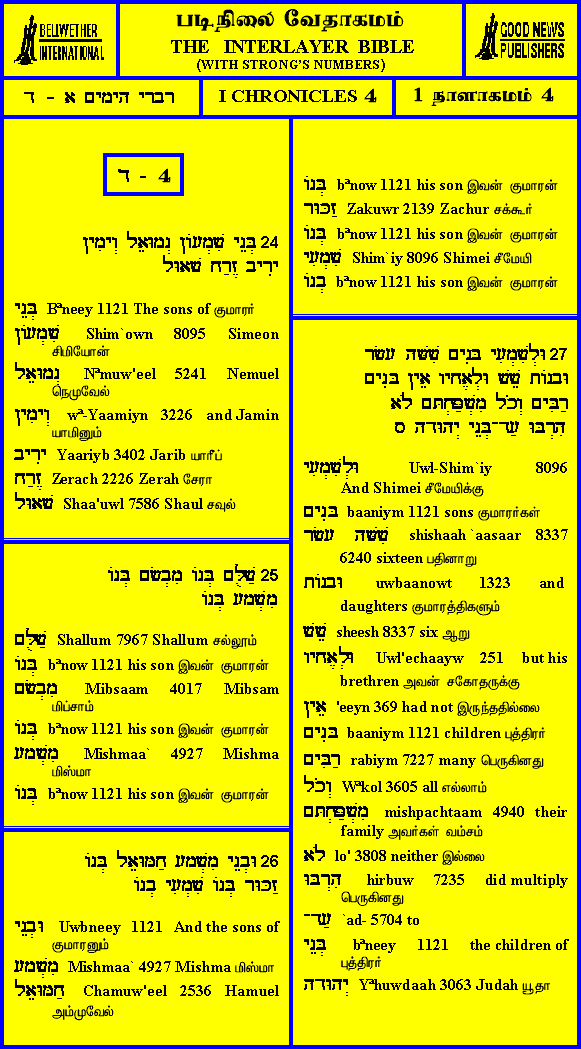 BELLWETHER
INTERNATIONAL
படிநிலை வேதாகமம்
THE INTERLAYER BIBLE
(WITH STRONG'S NUMBERS)
GOOD NEWS
PUBLISHERS
דברי הימים א - ד
I CHRONICLES 4
1 நாளாகமம் 4
ד - 4
24 בְּנֵי שִׁמְעוֹן נְמוּאֵל וְיָמִין
יָרִיב זֶרַח שָׁאוּל
בְּנֵי Bªneey 1121 The sons of குமாரர்
שִׁמְעוֹן Shim`own 8095 Simeon
சிமியோன்
נְמוּאֵל Nªmuw'eel 5241 Nemuel
நெமுவேல்
וְיָמִין wª-Yaamiyn 3226 and Jamin
யாமினும்
יָרִיב Yaariyb 3402 Jarib யாரீப்
זֶרַח Zerach 2226 Zerah சேரா
שָׁאוּל Shaa'uwl 7586 Shaul சவுல்
25 שַׁלֻּם בְּנוֹ מִבְשָׂם בְּנוֹ
מִשְׁמָע בְּנוֹ
שַׁלֻּם Shallum 7967 Shallum சல்லூம்
בְּנוֹ bªnow 1121 his son இவன் குமாரன்
מִבְשָׂם Mibsaam 4017 Mibsam
மிப்சாம்
בְּנוֹ bªnow 1121 his son இவன் குமாரன்
מִשְׁמָע Mishmaa` 4927 Mishma
மிஸ்மா
בְּנוֹ bªnow 1121 his son இவன் குமாரன்
26 וּבְנֵי מִשְׁמָע חַמּוּאֵל בְּנוֹ
זַכּוּר בְּנוֹ שִׁמְעִי בְנוֹ
וּבְנֵי Uwbneey 1121 And the sons of
குமாரனும்
מִשְׁמָע Mishmaa` 4927 Mishma மிஸ்மா
חַמּוּאֵל Chamuw'eel 2536 Hamuel
அம்முவேல்
בְּנוֹ bªnow 1121 his son இவன் குமாரன்
זַכּוּר Zakuwr 2139 Zachur சக்கூர்
בְּנוֹ bªnow 1121 his son இவன் குமாரன்
שִׁמְעִי Shim`iy 8096 Shimei சீமேயி
בְנוֹ bªnow 1121 his son இவன் குமாரன்
27 וּלְשִׁמְעִי בָּנִים שִׁשָּׁה עָשָׂר
וּבָנוֹת שֵׁשׁ וּלְאֶחָיו אֵין בָּנִים
רַבִּים וְכֹל מִשְׁפַּחְתָּם לֹא
הִרְבּוּ עַד־בְּנֵי יְהוּדָה ס
וּלְשִׁמְעִי Uwl-Shim`iy 8096
And Shimei சீமேயிக்கு
בָּנִים baaniym 1121 sons குமாரர்கள்
שִׁשָּׁה עָשָׂר shishaah `aasaar 8337
6240 sixteen பதினாறு
וּבָנוֹת uwbaanowt 1323 and
daughters குமாரத்திகளும்
שֵׁשׁ sheesh 8337 six ஆறு
וּלְאֶחָיו Uwl'echaayw 251 but his
brethren அவன் சகோதருக்கு
אֵין 'eeyn 369 had not இருந்ததில்லை
בָּנִים baaniym 1121 children புத்திரர்
רַבִּים rabiym 7227 many பெருகினது
וְכֹל Wªkol 3605 all எல்லாம்
מִשְׁפַּחְתָּם mishpachtaam 4940 their
family அவர்கள் வம்சம்
לֹא lo' 3808 neither இல்லை
הִרְבּוּ hirbuw 7235 did multiply
பெருகினது
עַד־ `ad- 5704 to
בְּנֵי bªneey 1121 the children of
புத்திரர்
יְהוּדָה Yªhuwdaah 3063 Judah யூதா